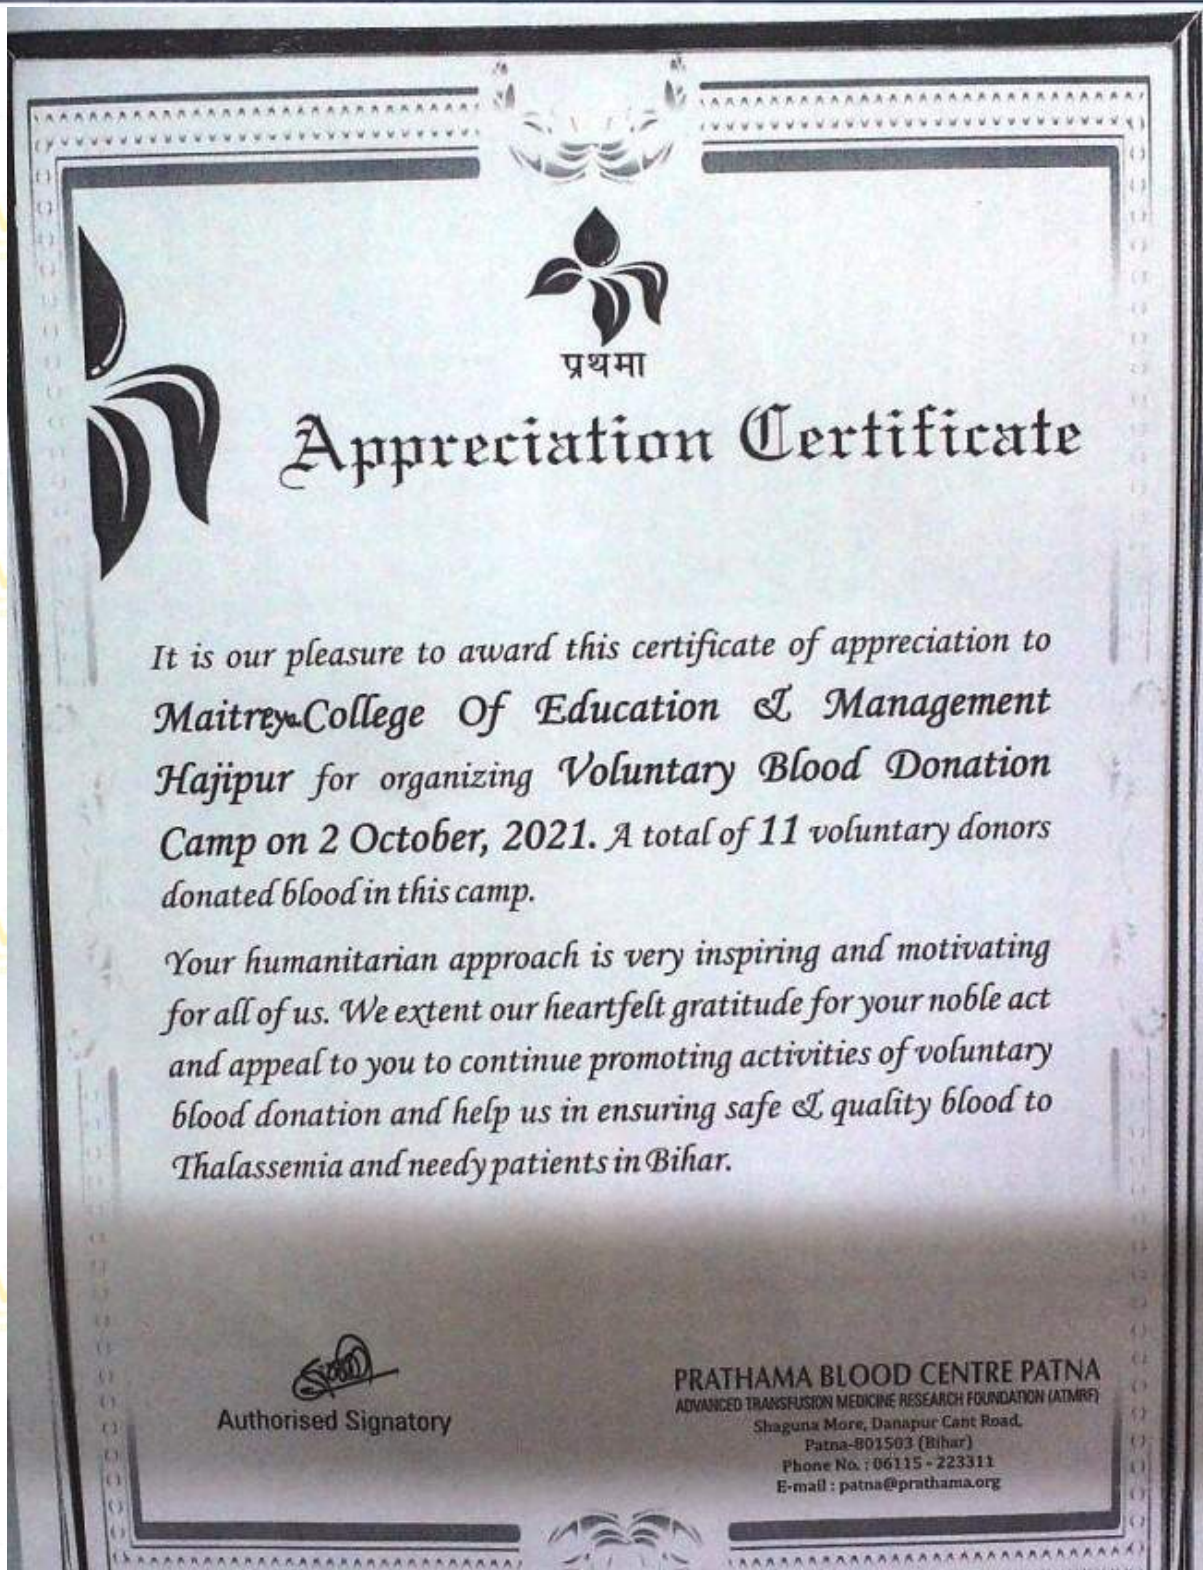 प्रथमा
Appreciation Certificate
It is our pleasure to award this certificate of appreciation to
Maitreya College Of Education & Management
Hajipur for organizing Voluntary Blood Donation
Camp on 2 October, 2021. A total of 11 voluntary donors
donated blood in this camp.
Your humanitarian approach is very inspiring and motivating
for all of us. We extent our heartfelt gratitude for your noble act
and appeal to you to continue promoting activities of voluntary
blood donation and help us in ensuring safe & quality blood to
Thalassemia and needy patients in Bihar.
Authorised Signatory
PRATHAMA BLOOD CENTRE PATNA
ADVANCED TRANSFUSION MEDICINE RESEARCH FOUNDATION (ATMRF)
Shaguna More, Danapur Cant Road,
Patna-801503 (Bihar)
Phone No. : 06115 - 223311
E-mail : patna@prathama.org